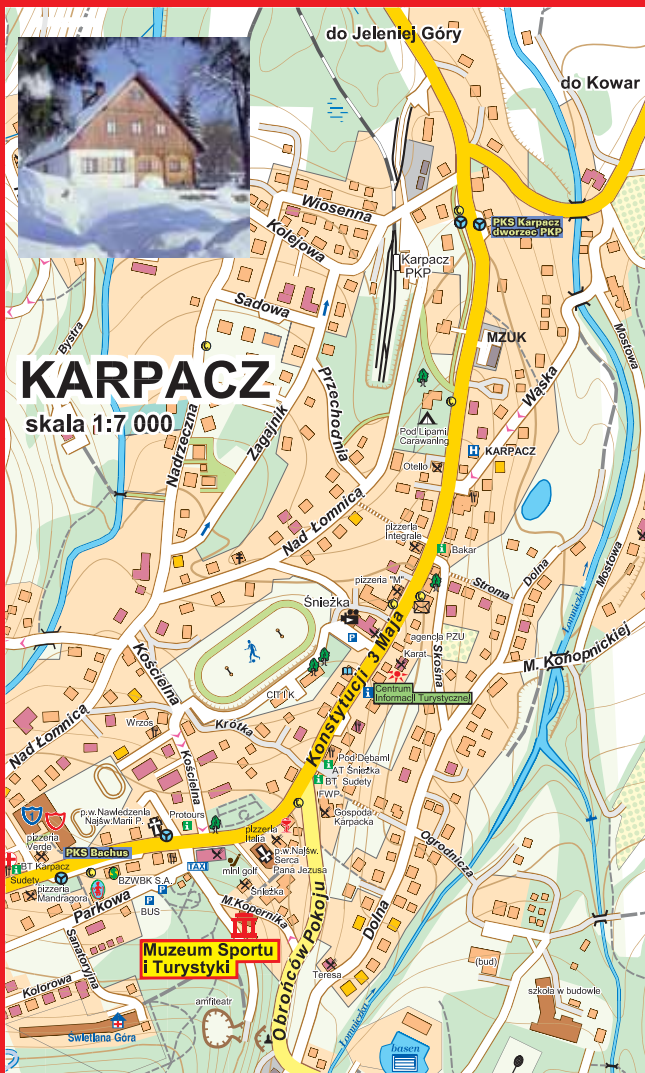 do Jeleniej Góry
do Kowar
Wiosenna
Kolejowa
PKS Karpacz
dworzec PKP
Karpacz
PKP
Sadowa
Bystra
MZUK
Mostowa
KARPACZ
skala 1:7 000
Przechodnia
Wąska
Nadrzeczna
Zagajnik
Pod Lipami
Carawaning
H
KARPACZ
Otello
Nad Łomnicą
pizzeria
Integrale
Bakar
pizzeria "M"
Stroma
Dolna
Łomniczka
Mostowa
Śnieżka
P
agencja PZU
Karat
Skośna
M. Konopnickiej
Kościelna
Centrum
Informacji Turystycznej
CIT i K
Konstytucji 3 Maja
Nad Łomnicą
Wrzos
Krótka
Kościelna
Pod Dębami
AT Śnieżka
BT Sudety
FWP
Gospoda
Karpacka
p.w.Nawiedzenia
Najśw.Marii P.
Protours
pizzeria
Italia
Ogrodnicza
pizzeria
Verde
PKS Bachus
BT Karpacz
Sudety
TAXI
mini golf
p.w.Najśw.
Serca
Pana Jezusa
BZWBK S.A.
pizzeria
Mandragora
P
P
BUS
Śnieżka
Parkowa
M.Kopernika
Dolna
Sanatoryjna
Muzeum Sportu
i Turystyki
Obrońców Pokoju
Teresa
(bud)
Kolorowa
szkoła w budowie
amfiteatr
Łomniczka
Świetlana Góra
basen